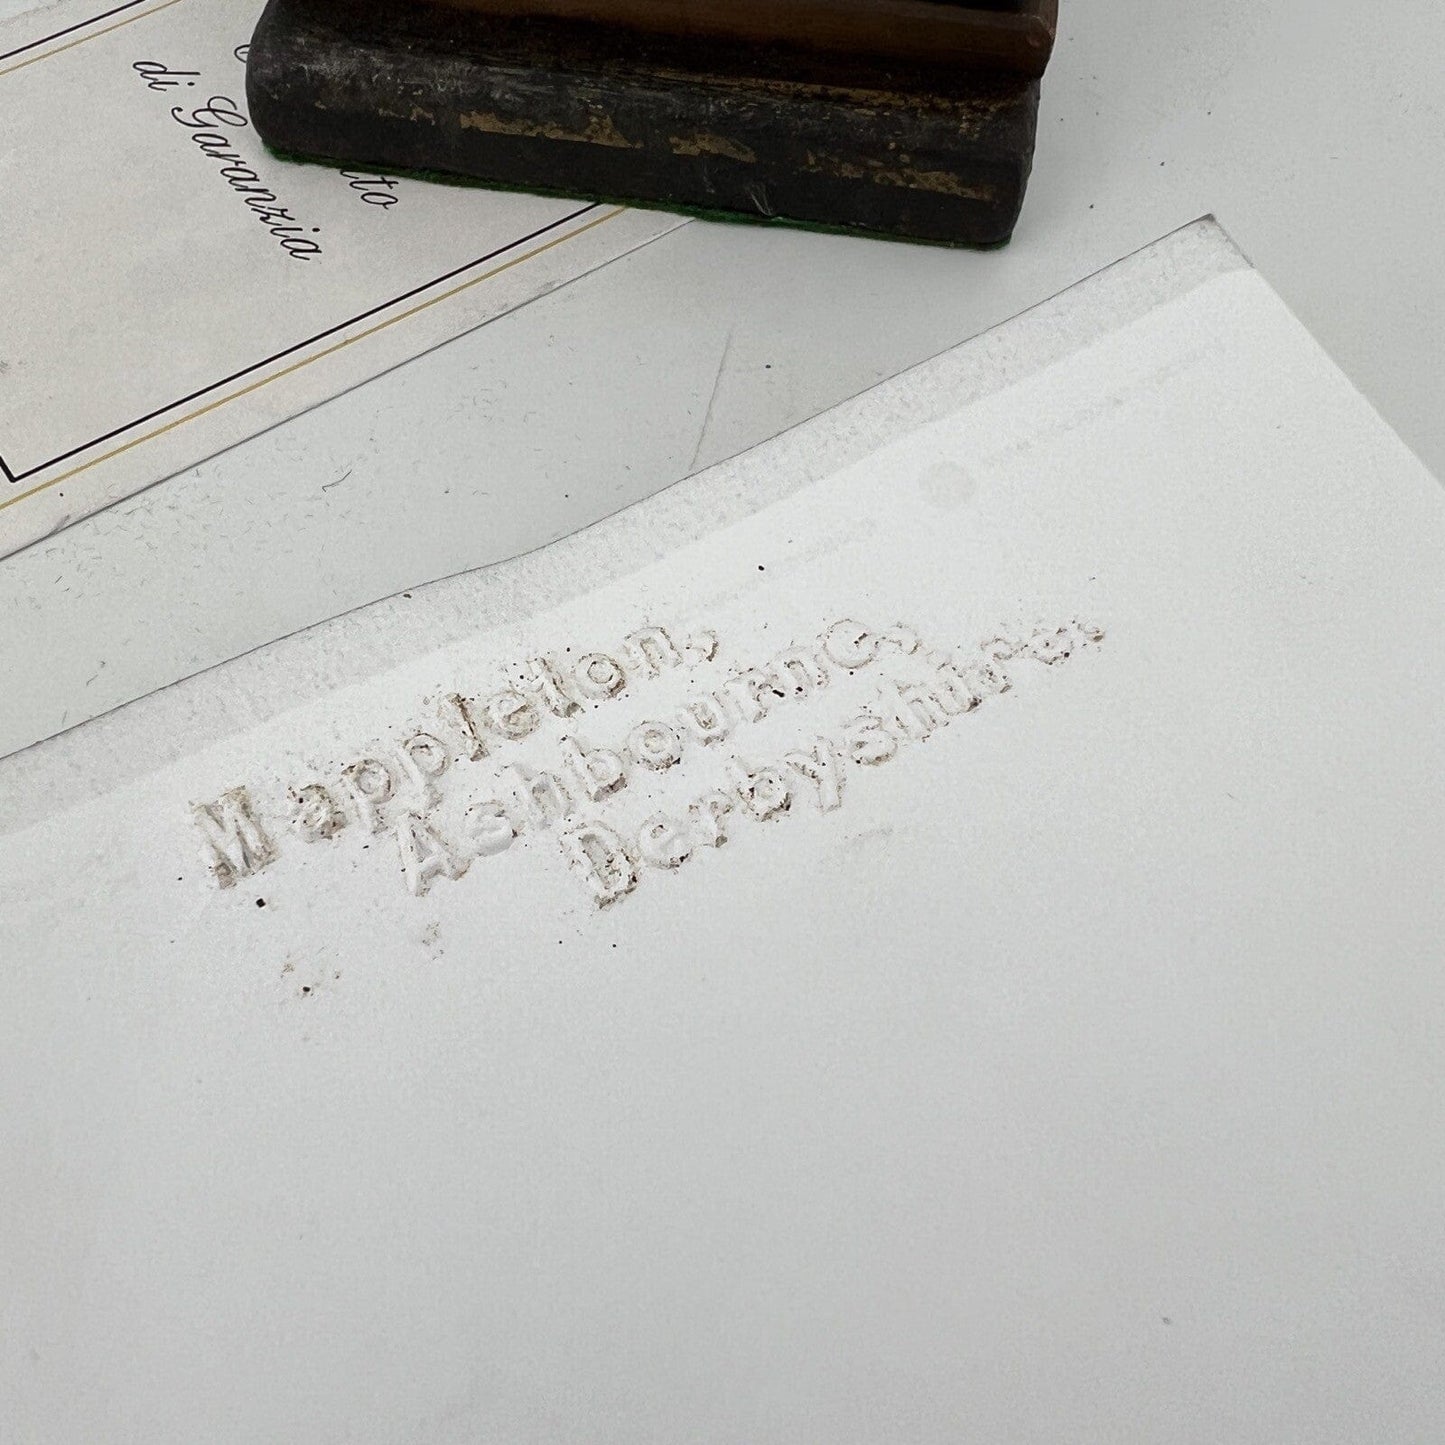 di Garanzia
Mappleton,
Ashbourne,
Derbyshire.